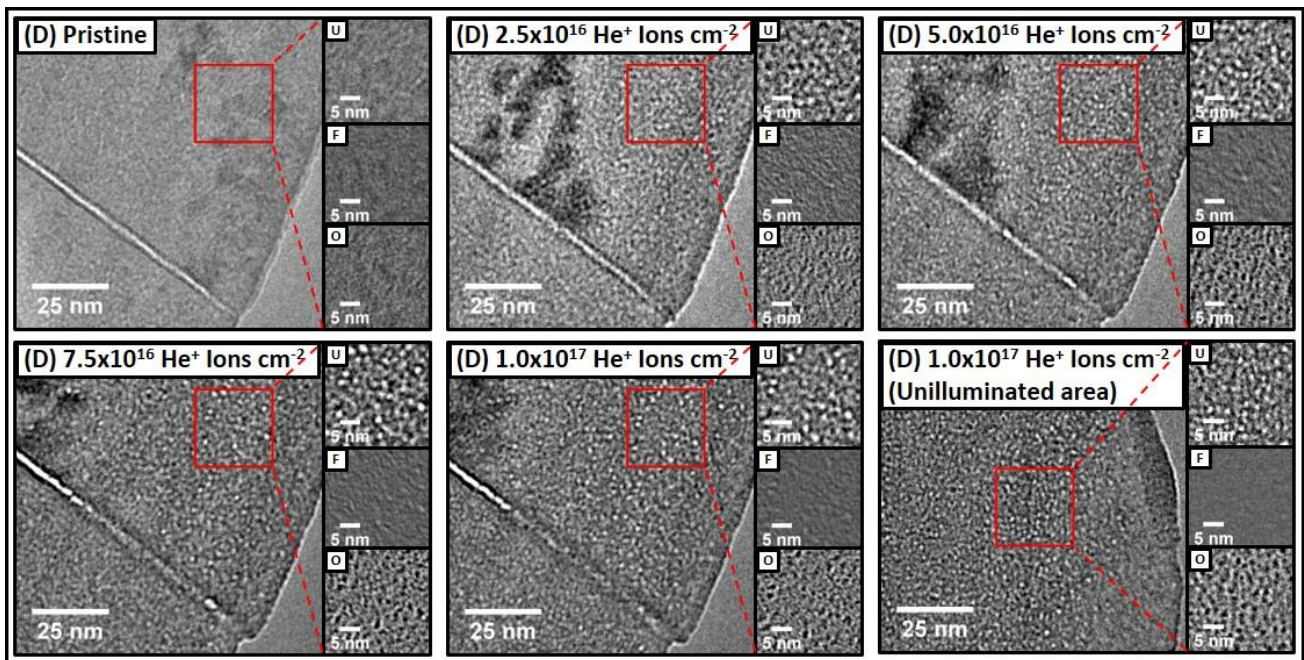 (D) Pristine
U
5 nm
F
5 nm
O
5 nm
25 nm
(D) 2.5x10¹⁶ He⁺ Ions cm⁻²
U
5 nm
F
5 nm
O
5 nm
25 nm
(D) 5.0x10¹⁶ He⁺ Ions cm⁻²
U
5 nm
F
5 nm
O
5 nm
25 nm
(D) 7.5x10¹⁶ He⁺ Ions cm⁻²
U
5 nm
F
5 nm
O
5 nm
25 nm
(D) 1.0x10¹⁷ He⁺ Ions cm⁻²
U
5 nm
F
5 nm
O
5 nm
25 nm
(D) 1.0x10¹⁷ He⁺ Ions cm⁻²
(Unilluminated area)
U
5 nm
F
5 nm
O
5 nm
25 nm